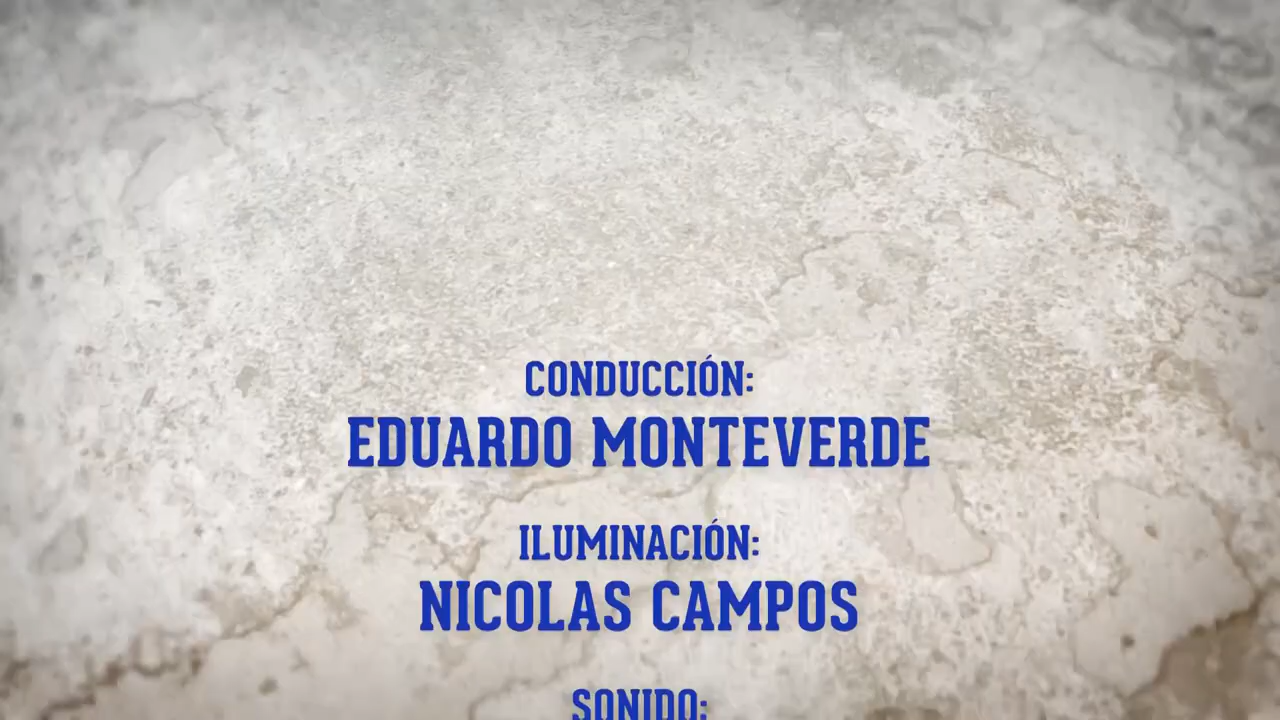 CONDUCCIÓN:
EDUARDO MONTEVERDE
ILUMINACIÓN:
NICOLAS CAMPOS
SONIDO: